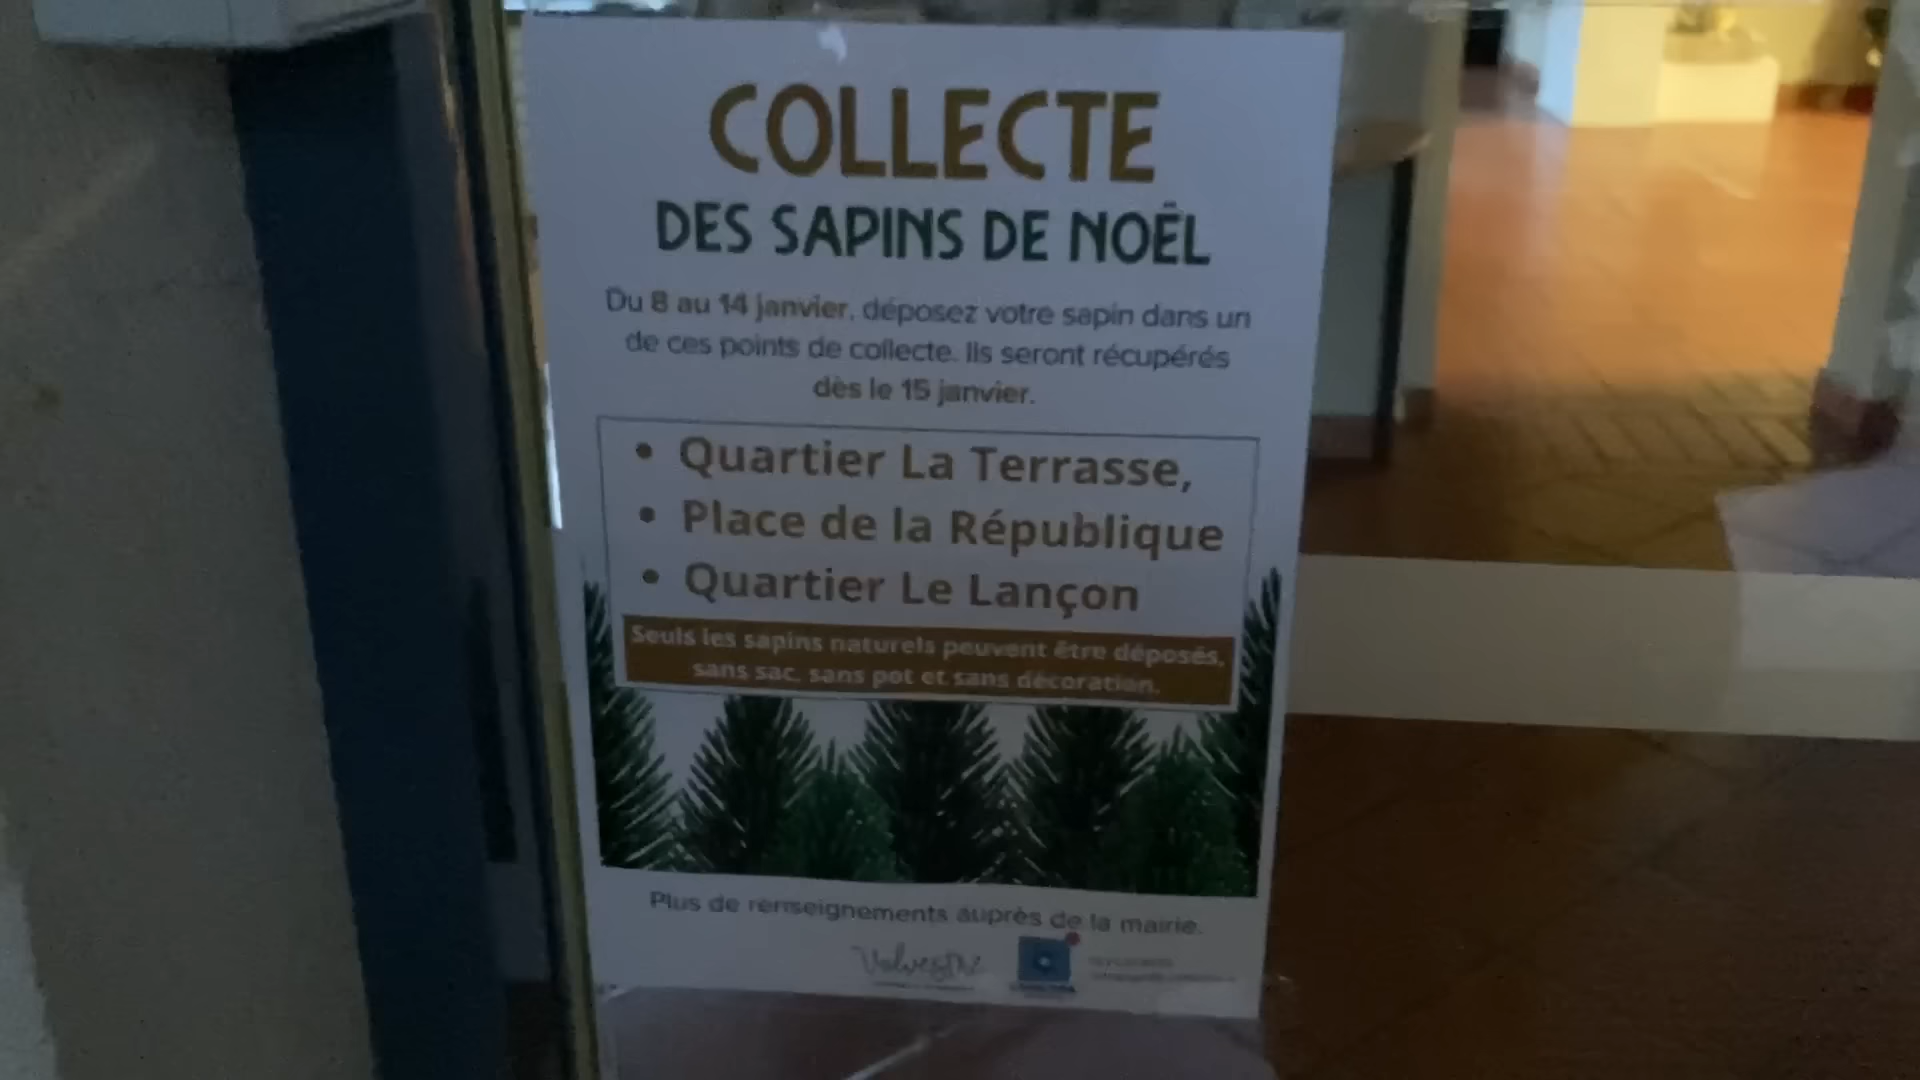 COLLECTE
DES SAPINS DE NOËL
Du 8 au 14 janvier, déposez votre sapin dans un
de ces points de collecte. Ils seront récupérés
dès le 15 janvier.
• Quartier La Terrasse,
• Place de la République
• Quartier Le Lançon
Seuls les sapins naturels peuvent être déposés,
sans sac, sans pot et sans décoration.
Plus de renseignements auprès de la mairie.
Volvestre